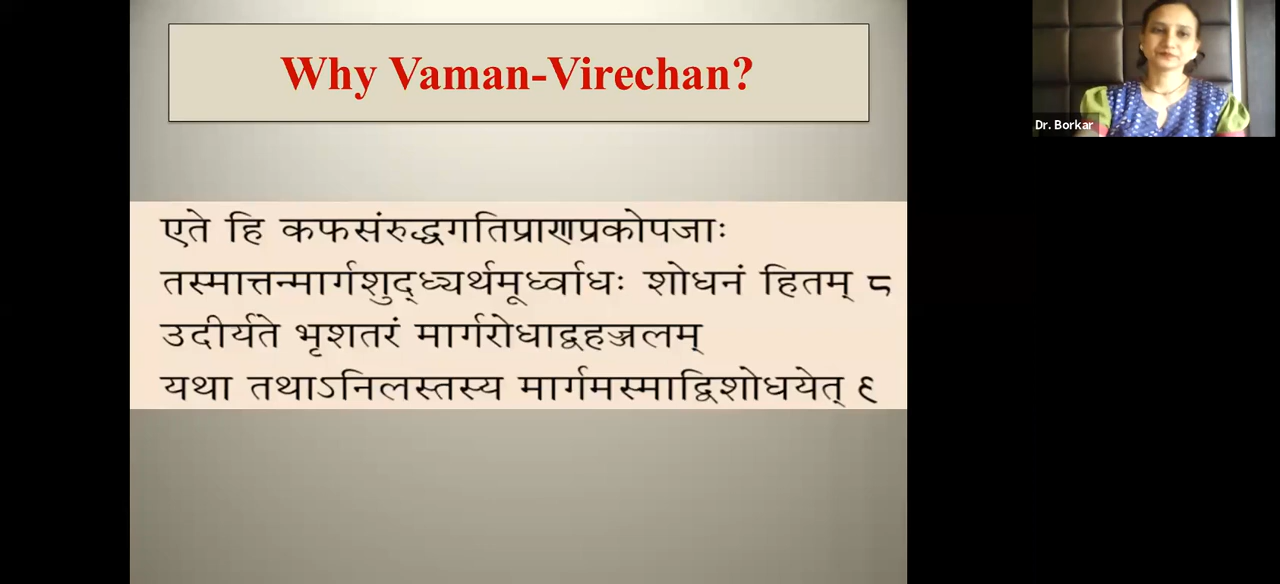 Why Vaman-Virechan?
Dr. Borkar
एते हि कफसंरुद्धगतिप्राणप्रकोपजाः
तस्मात्तन्मार्गशुद्ध्यर्थमूर्ध्वाधः शोधनं हितम् ८
उदीर्यते भृशतरं मार्गरोधाद्वहज्जलम्
यथा तथाऽनिलस्तस्य मार्गमस्माद्विशोधयेत् ९